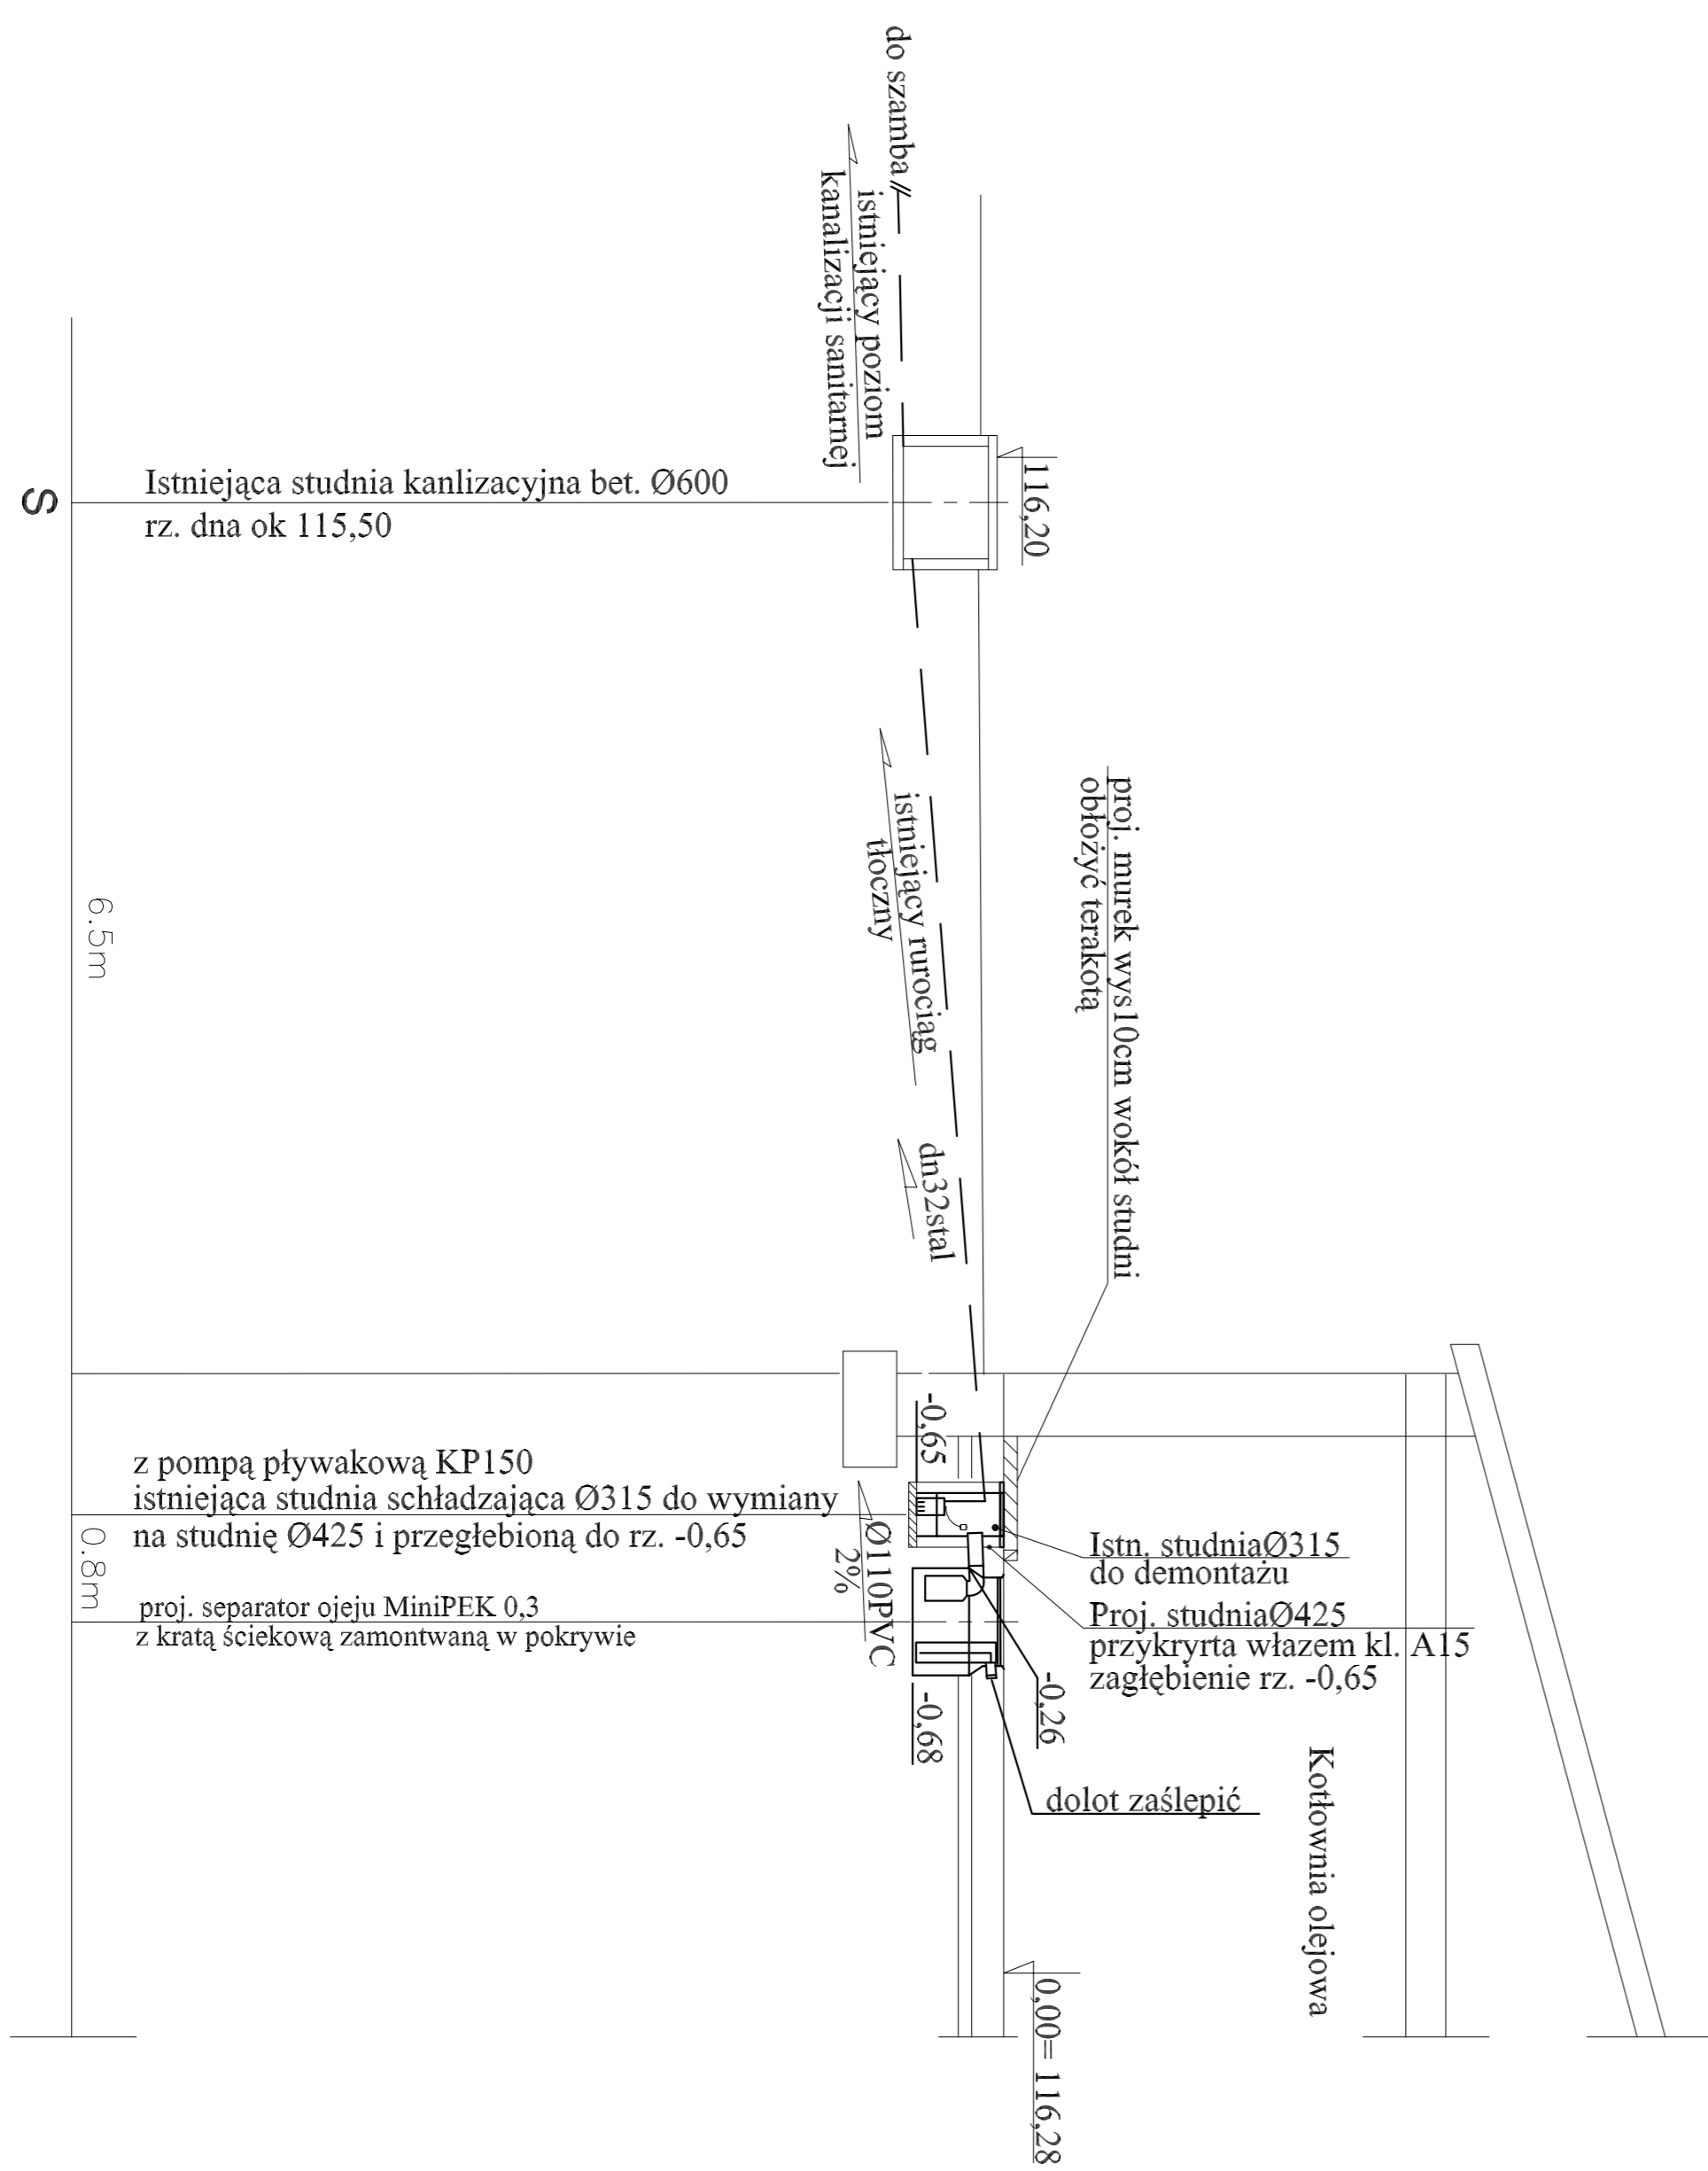 do szamba
istniejący poziom
kanalizacji sanitarnej
116,20
Istniejąca studnia kanlizacyjna bet. Ø600
rz. dna ok 115,50
S
6.5m
istniejący rurociąg
tłoczny
dn32stal
proj. murek wys10cm wokół studni
obłożyć terakotą
-0,65
z pompą pływakową KP150
istniejąca studnia schładzająca Ø315 do wymiany
na studnię Ø425 i przegłebioną do rz. -0,65
0.8m
proj. separator ojeju MiniPEK 0,3
z kratą ściekową zamontwaną w pokrywie
Ø110PVC
2%
Istn. studniaØ315
do demontażu
Proj. studniaØ425
przykryrta włazem kl. A15
zagłębienie rz. -0,65
-0,26
-0,68
dolot zaślepić
Kotłownia olejowa
0,00= 116,28